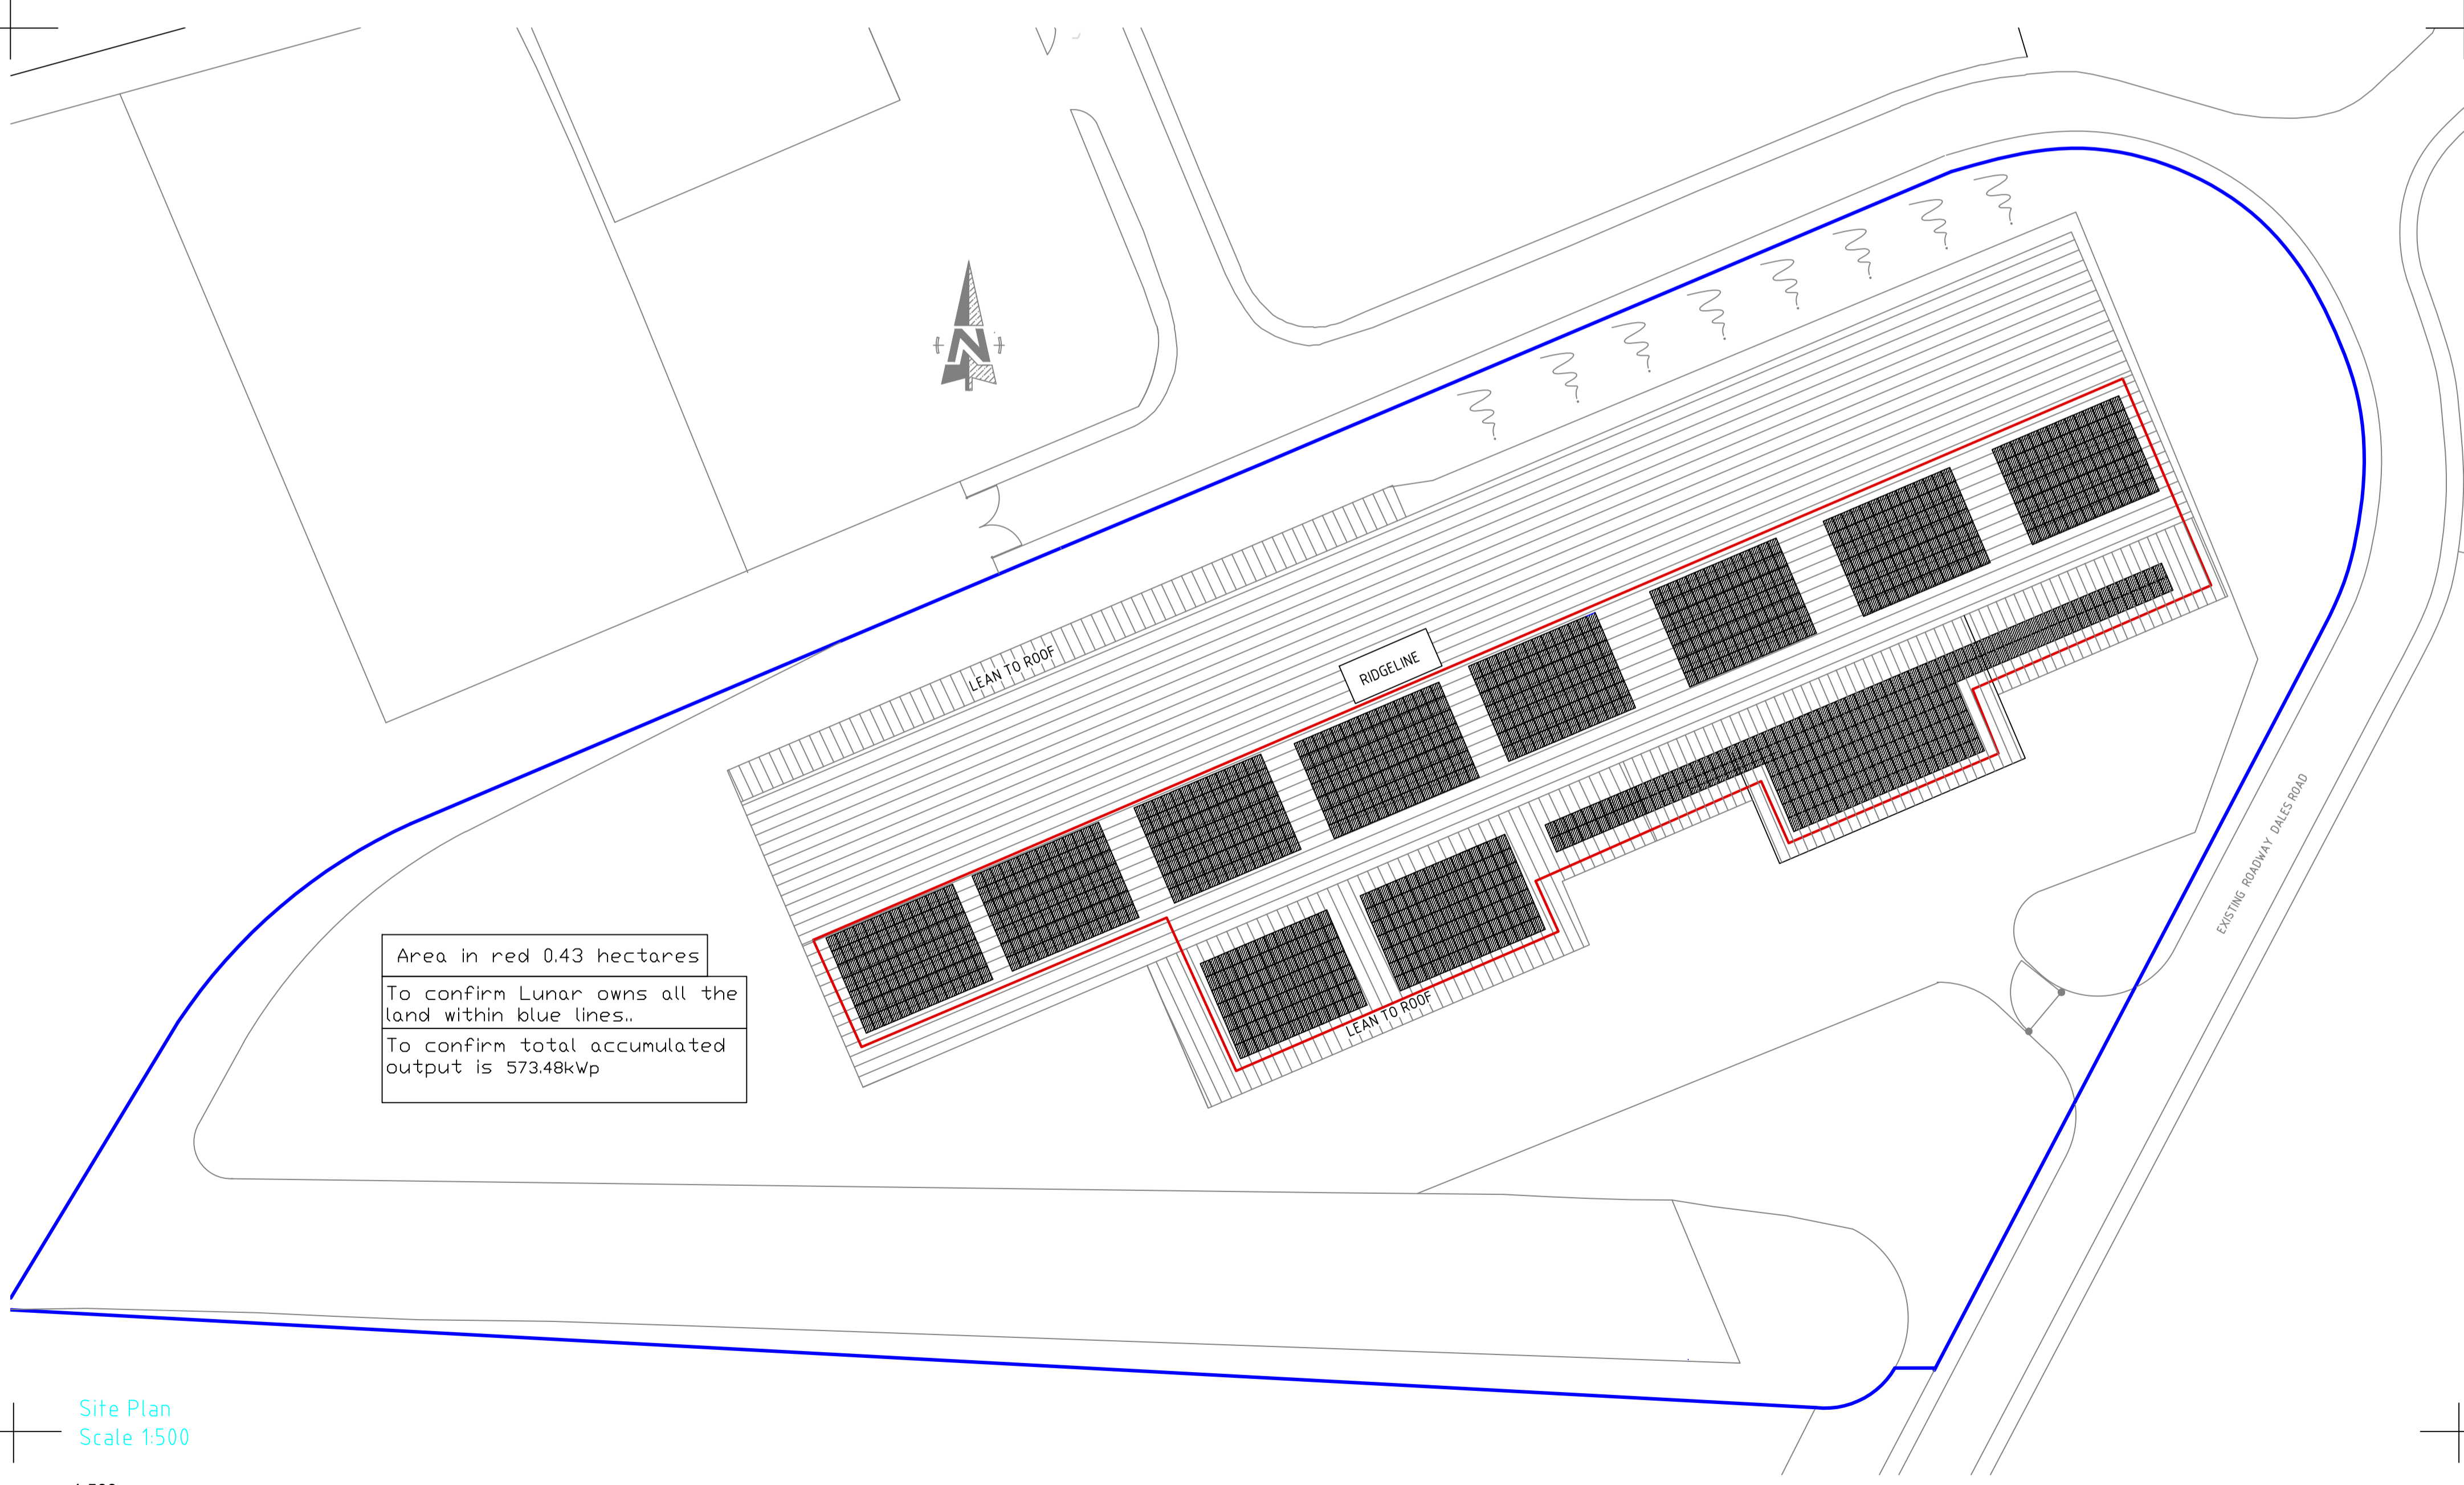 N
LEAN TO ROOF
RIDGELINE
EXISTING ROADWAY DALES ROAD
Area in red 0.43 hectares
To confirm Lunar owns all the
land within blue lines..
To confirm total accumulated
output is 573.48kWp
LEAN TO ROOF
Site Plan
Scale 1:500